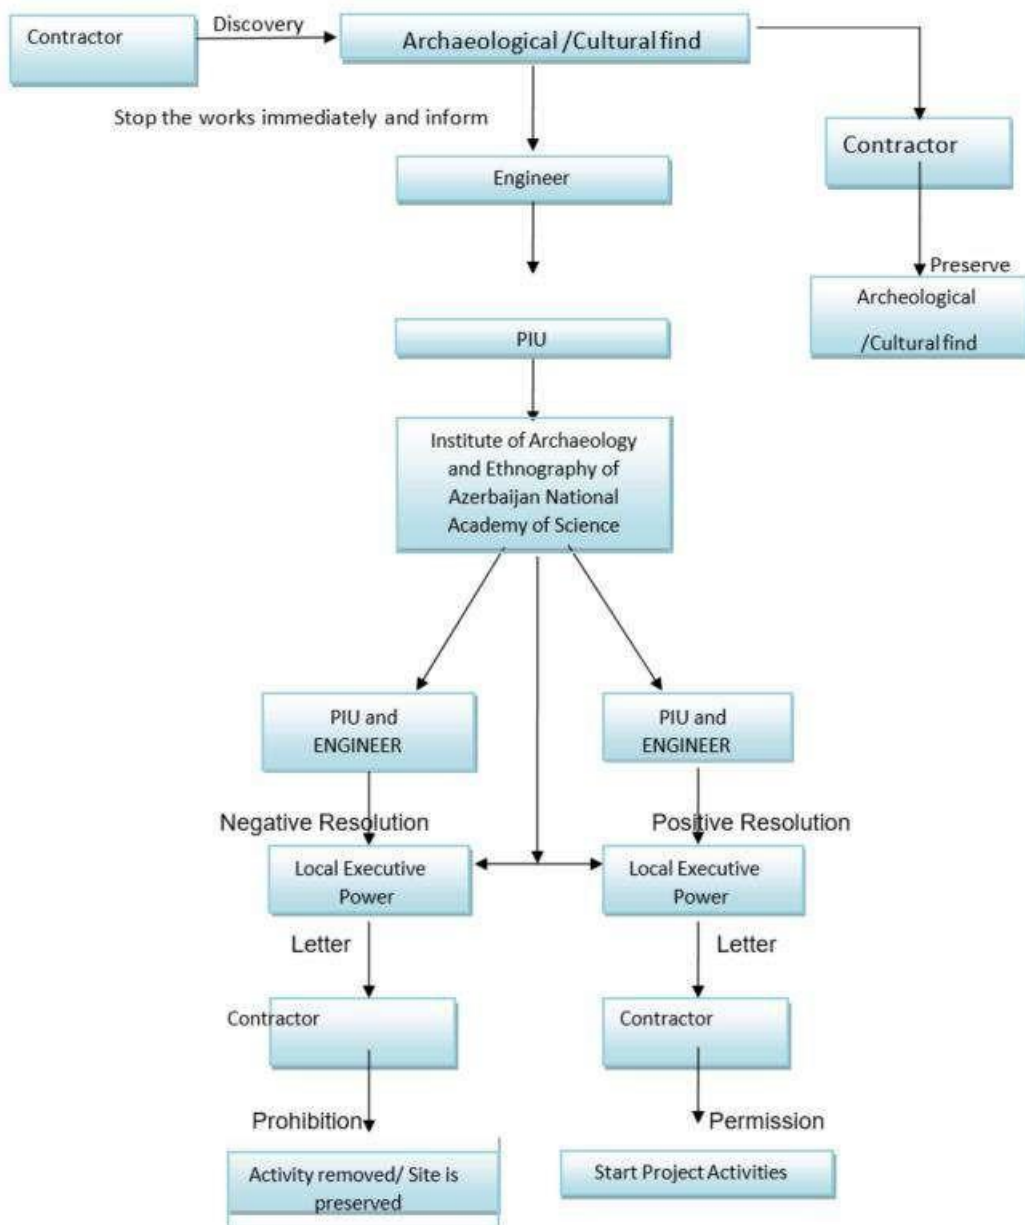 Contractor
Discovery
Archaeological /Cultural find
Stop the works immediately and inform
Contractor
Engineer
Preserve
Archeological
/Cultural find
PIU
Institute of Archaeology
and Ethnography of
Azerbaijan National
Academy of Science
PIU and
ENGINEER
PIU and
ENGINEER
Negative Resolution
Positive Resolution
Local Executive
Power
Local Executive
Power
Letter
Letter
Contractor
Contractor
Prohibition
Permission
Activity removed/ Site is
preserved
Start Project Activities